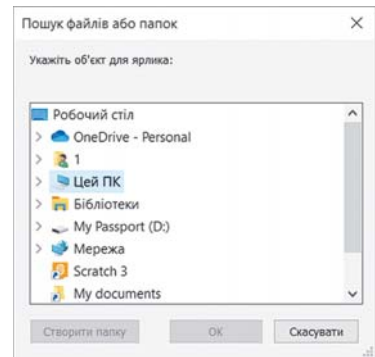 Пошук файлів або папок
Укажіть об'єкт для ярлика:
Робочий стіл
OneDrive - Personal
1
Цей ПК
Бібліотеки
My Passport (D:)
Мережа
Scratch 3
My documents
Створити папку ОК Скасувати